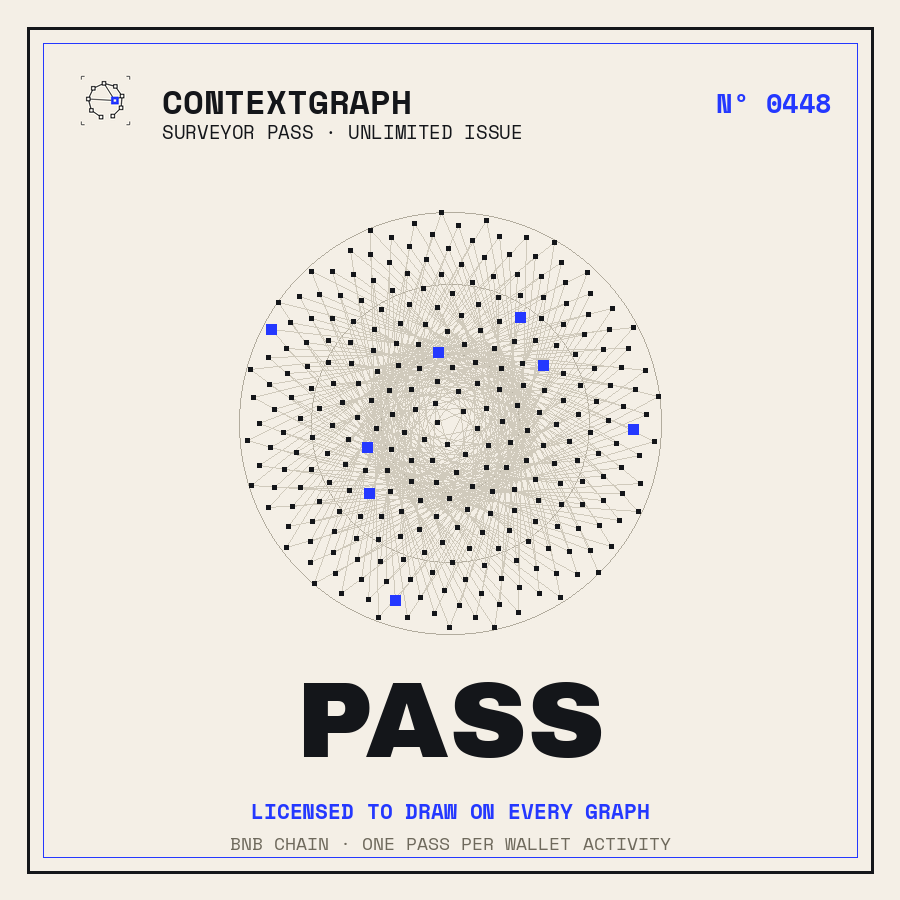 CONTEXTGRAPH
N° 0448
SURVEYOR PASS · UNLIMITED ISSUE
PASS
LICENSED TO DRAW ON EVERY GRAPH
BNB CHAIN · ONE PASS PER WALLET ACTIVITY